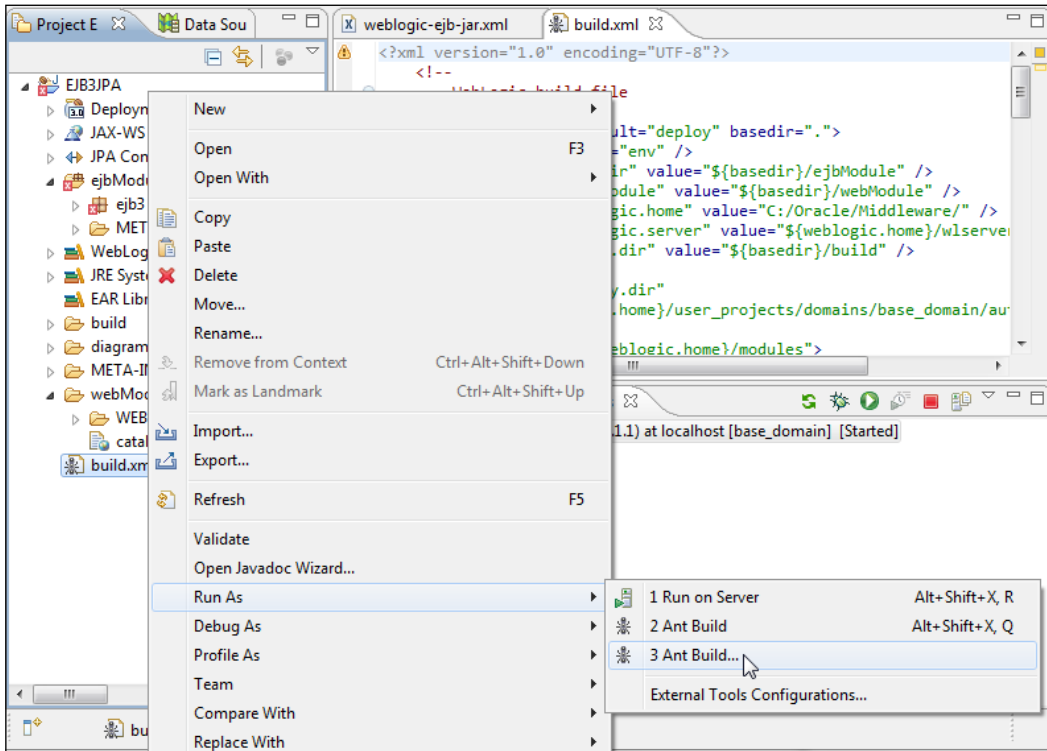 Project E
Data Sou
weblogic-ejb-jar.xml
build.xml
<?xml version="1.0" encoding="UTF-8"?>
<!--
WebLogic build file
ult="deploy" basedir=".">
="env" />
ir" value="${basedir}/ejbModule" />
odule" value="${basedir}/webModule" />
gic.home" value="C:/Oracle/Middleware/" />
gic.server" value="${weblogic.home}/wlserve
.dir" value="${basedir}/build" />
y.dir"
.home}/user_projects/domains/base_domain/au
eblogic.home}/modules">
EJB3JPA
Deployn
JAX-WS
JPA Con
ejbMod
ejb3
MET
WebLog
JRE Syst
EAR Libr
build
diagram
META-I
webMod
WEB
catal
build.xm
New
Open F3
Open With
Copy
Paste
Delete
Move...
Rename...
Remove from Context Ctrl+Alt+Shift+Down
Mark as Landmark Ctrl+Alt+Shift+Up
Import...
Export...
Refresh F5
Validate
Open Javadoc Wizard...
Run As
Debug As
Profile As
Team
Compare With
Replace With
.1.1) at localhost [base_domain] [Started]
1 Run on Server Alt+Shift+X, R
2 Ant Build Alt+Shift+X, Q
3 Ant Build...
External Tools Configurations...
bu